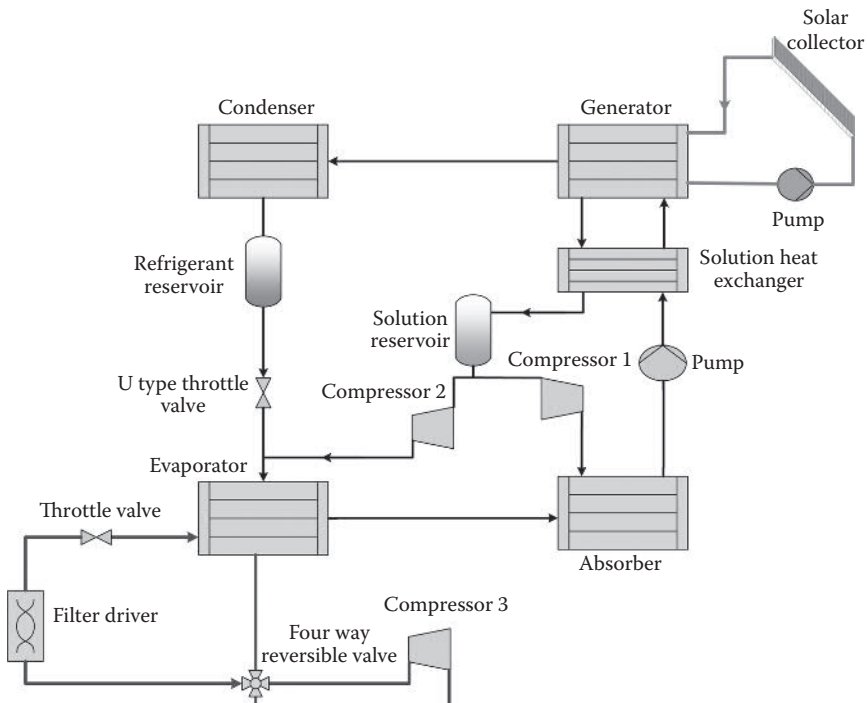 Solar
collector
Condenser
Generator
Pump
Refrigerant
reservoir
Solution heat
exchanger
Solution
reservoir
Compressor 1
Pump
U type throttle
valve
Compressor 2
Evaporator
Throttle valve
Absorber
Filter driver
Compressor 3
Four way
reversible valve